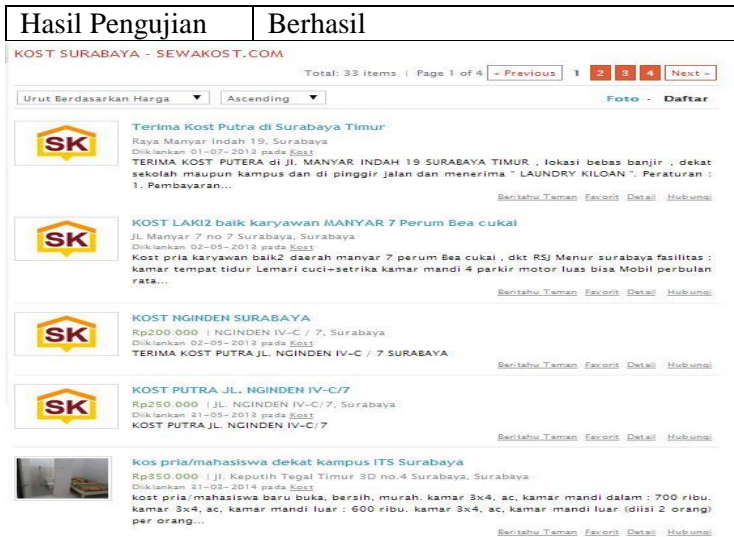 Hasil Pengujian Berhasil
KOST SURABAYA - SEWAKOST.COM
Total: 33 items | Page 1 of 4 « Previous 1 2 3 4 Next »
Urut Berdasarkan Harga ▼ Ascending ▼ Foto - Daftar
SK
Terima Kost Putra di Surabaya Timur
Raya Manyar Indah 19, Surabaya
Diiklankan 01-07-2013 pada Kost
TERIMA KOST PUTERA di Jl. MANYAR INDAH 19 SURABAYA TIMUR , lokasi bebas banjir , dekat
sekolah maupun kampus dan di pinggir jalan dan menerima " LAUNDRY KILOAN ". Peraturan :
1. Pembayaran...
Beritahu Teman Favorit Detail Hubungi
SK
KOST LAKI2 baik karyawan MANYAR 7 Perum Bea cukai
JL Manyar 7 no 7 Surabaya, Surabaya
Diiklankan 02-05-2013 pada Kost
Kost pria karyawan baik2 daerah manyar 7 perum Bea cukai , dkt RSJ Menur surabaya fasilitas :
kamar tempat tidur Lemari cuci+setrika kamar mandi 4 parkir motor luas bisa Mobil perbulan
rata...
Beritahu Teman Favorit Detail Hubungi
SK
KOST NGINDEN SURABAYA
Rp200.000 | NGINDEN IV-C / 7, Surabaya
Diiklankan 02-05-2013 pada Kost
TERIMA KOST PUTRA JL. NGINDEN IV-C / 7 SURABAYA
Beritahu Teman Favorit Detail Hubungi
SK
KOST PUTRA JL. NGINDEN IV-C/7
Rp250.000 | JL. NGINDEN IV-C/7, Surabaya
Diiklankan 31-05-2013 pada Kost
KOST PUTRA JL. NGINDEN IV-C/7
Beritahu Teman Favorit Detail Hubungi
kos pria/mahasiswa dekat kampus ITS Surabaya
Rp350.000 | Jl. Keputih Tegal Timur 3D no.4 Surabaya, Surabaya
Diiklankan 31-03-2014 pada Kost
kost pria/mahasiswa baru buka, bersih, murah. kamar 3x4, ac, kamar mandi dalam : 700 ribu.
kamar 3x4, ac, kamar mandi luar : 600 ribu. kamar 3x4, ac, kamar mandi luar (diisi 2 orang)
per orang...
Beritahu Teman Favorit Detail Hubungi